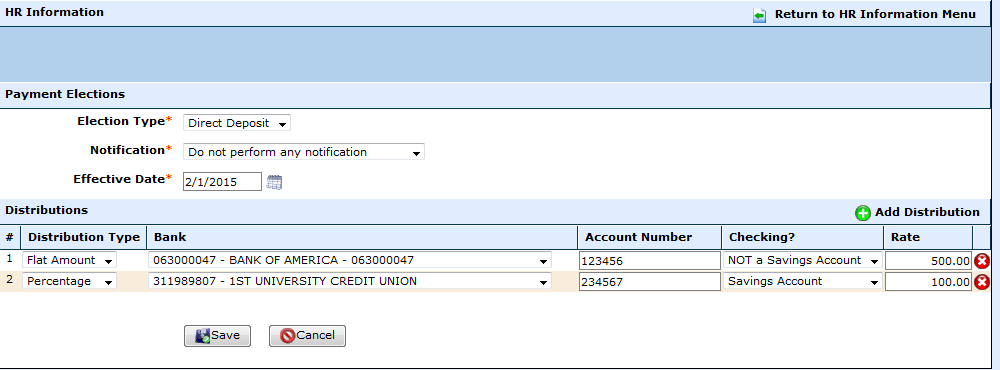 HR Information Return to HR Information Menu
Payment Elections
Election Type* Direct Deposit
Notification* Do not perform any notification
Effective Date* 2/1/2015
Distributions Add Distribution
# Distribution Type Bank Account Number Checking? Rate
1 Flat Amount 063000047 - BANK OF AMERICA - 063000047 123456 NOT a Savings Account 500.00
2 Percentage 311989807 - 1ST UNIVERSITY CREDIT UNION 234567 Savings Account 100.00
Save Cancel